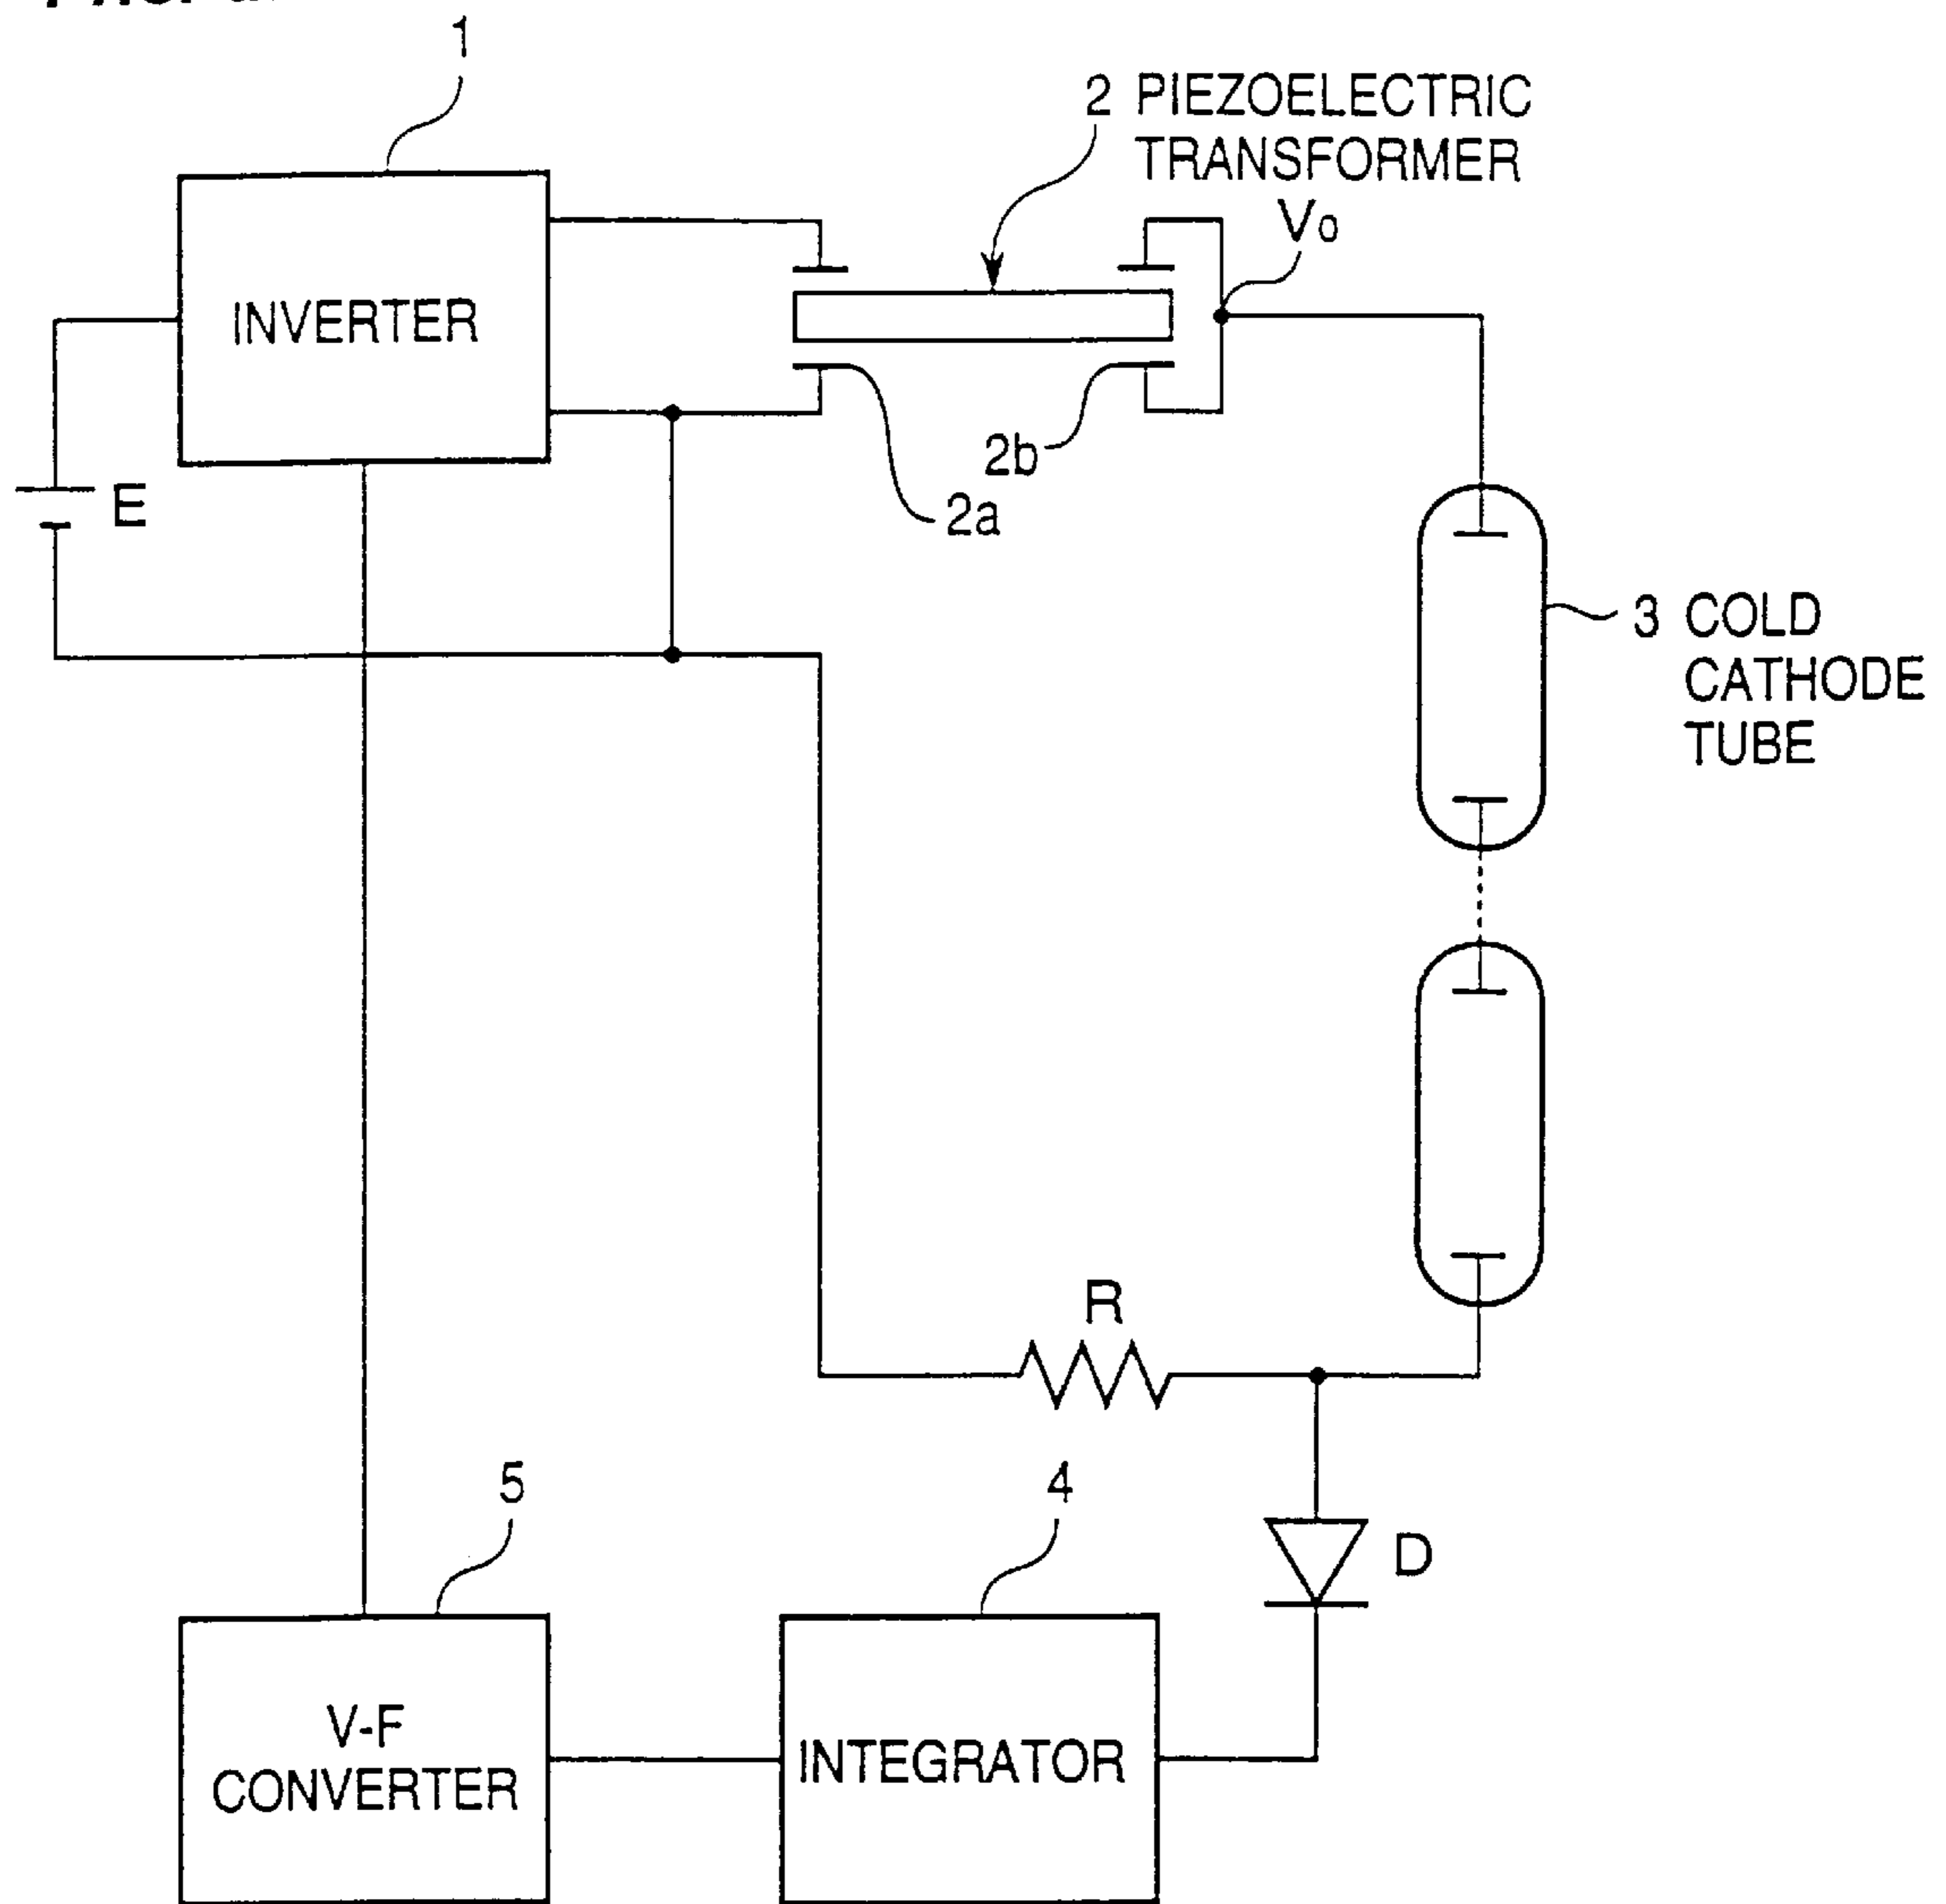 1
2 PIEZOELECTRIC
TRANSFORMER
Vo
INVERTER
E
2b
2a
3 COLD
CATHODE
TUBE
R
5
4
D
V-F
CONVERTER
INTEGRATOR